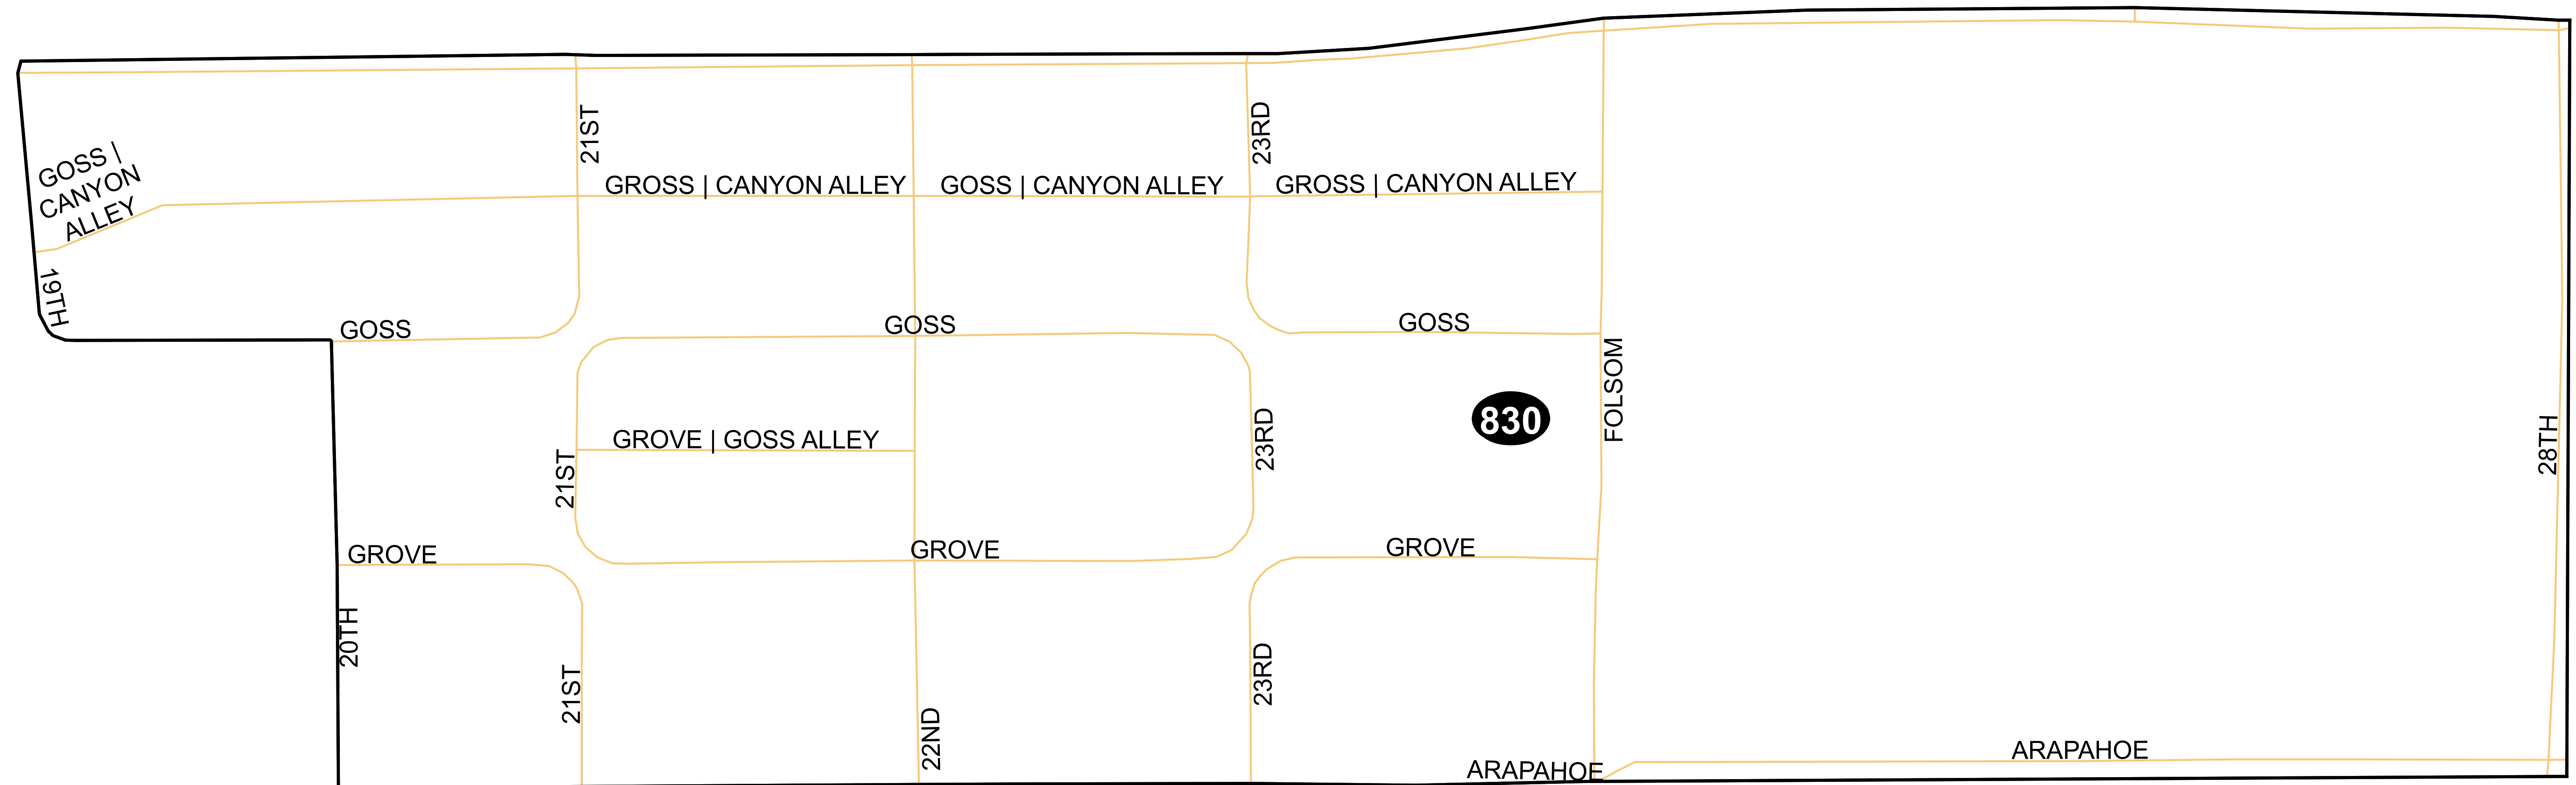 21ST
23RD
GOSS |
CANYON
ALLEY
GROSS | CANYON ALLEY
GOSS | CANYON ALLEY
GROSS | CANYON ALLEY
19TH
GOSS
GOSS
GOSS
FOLSOM
830
23RD
28TH
GROVE | GOSS ALLEY
21ST
GROVE
GROVE
GROVE
20TH
21ST
23RD
22ND
ARAPAHOE
ARAPAHOE